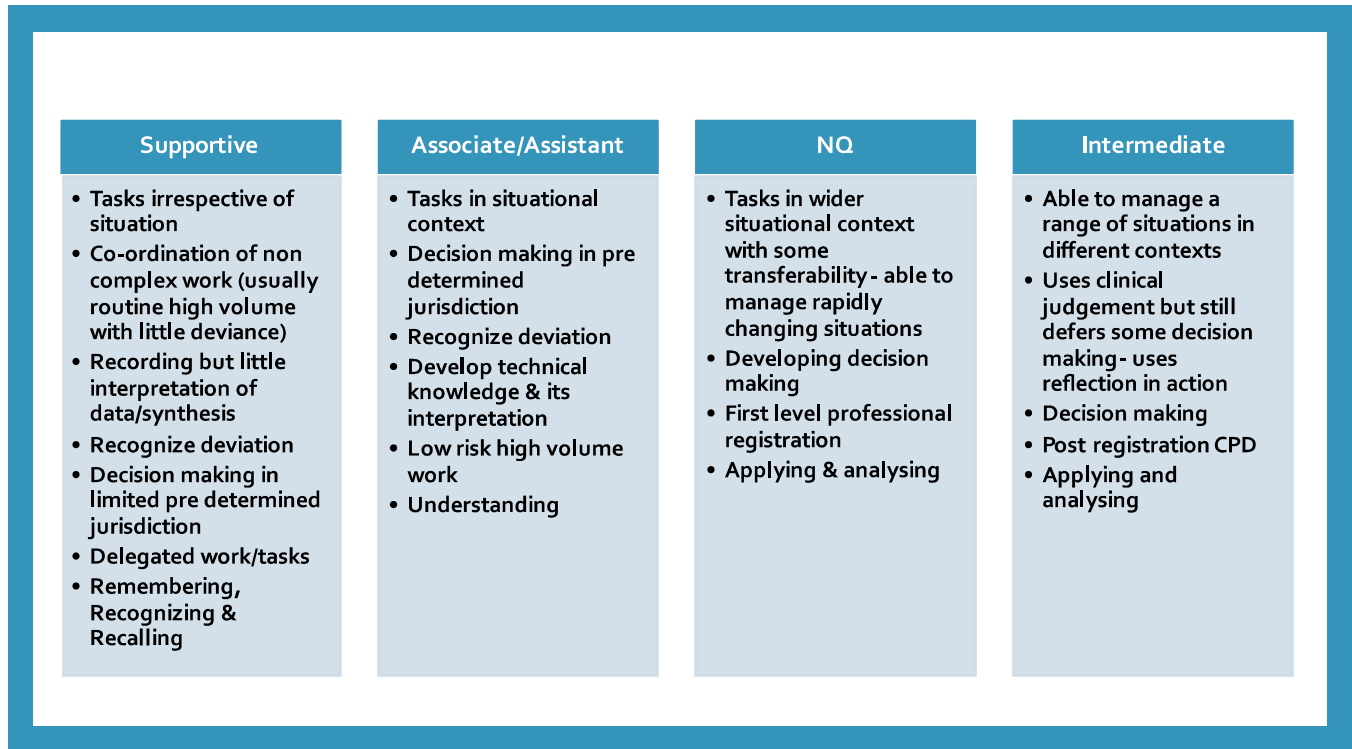 Supportive
• Tasks irrespective of
situation
• Co-ordination of non
complex work (usually
routine high volume
with little deviance)
• Recording but little
interpretation of
data/synthesis
• Recognize deviation
• Decision making in
limited pre determined
jurisdiction
• Delegated work/tasks
• Remembering,
Recognizing &
Recalling
Associate/Assistant
• Tasks in situational
context
• Decision making in pre
determined
jurisdiction
• Recognize deviation
• Develop technical
knowledge & its
interpretation
• Low risk high volume
work
• Understanding
NQ
• Tasks in wider
situational context
with some
transferability- able to
manage rapidly
changing situations
• Developing decision
making
• First level professional
registration
• Applying & analysing
Intermediate
• Able to manage a
range of situations in
different contexts
• Uses clinical
judgement but still
defers some decision
making- uses
reflection in action
• Decision making
• Post registration CPD
• Applying and
analysing